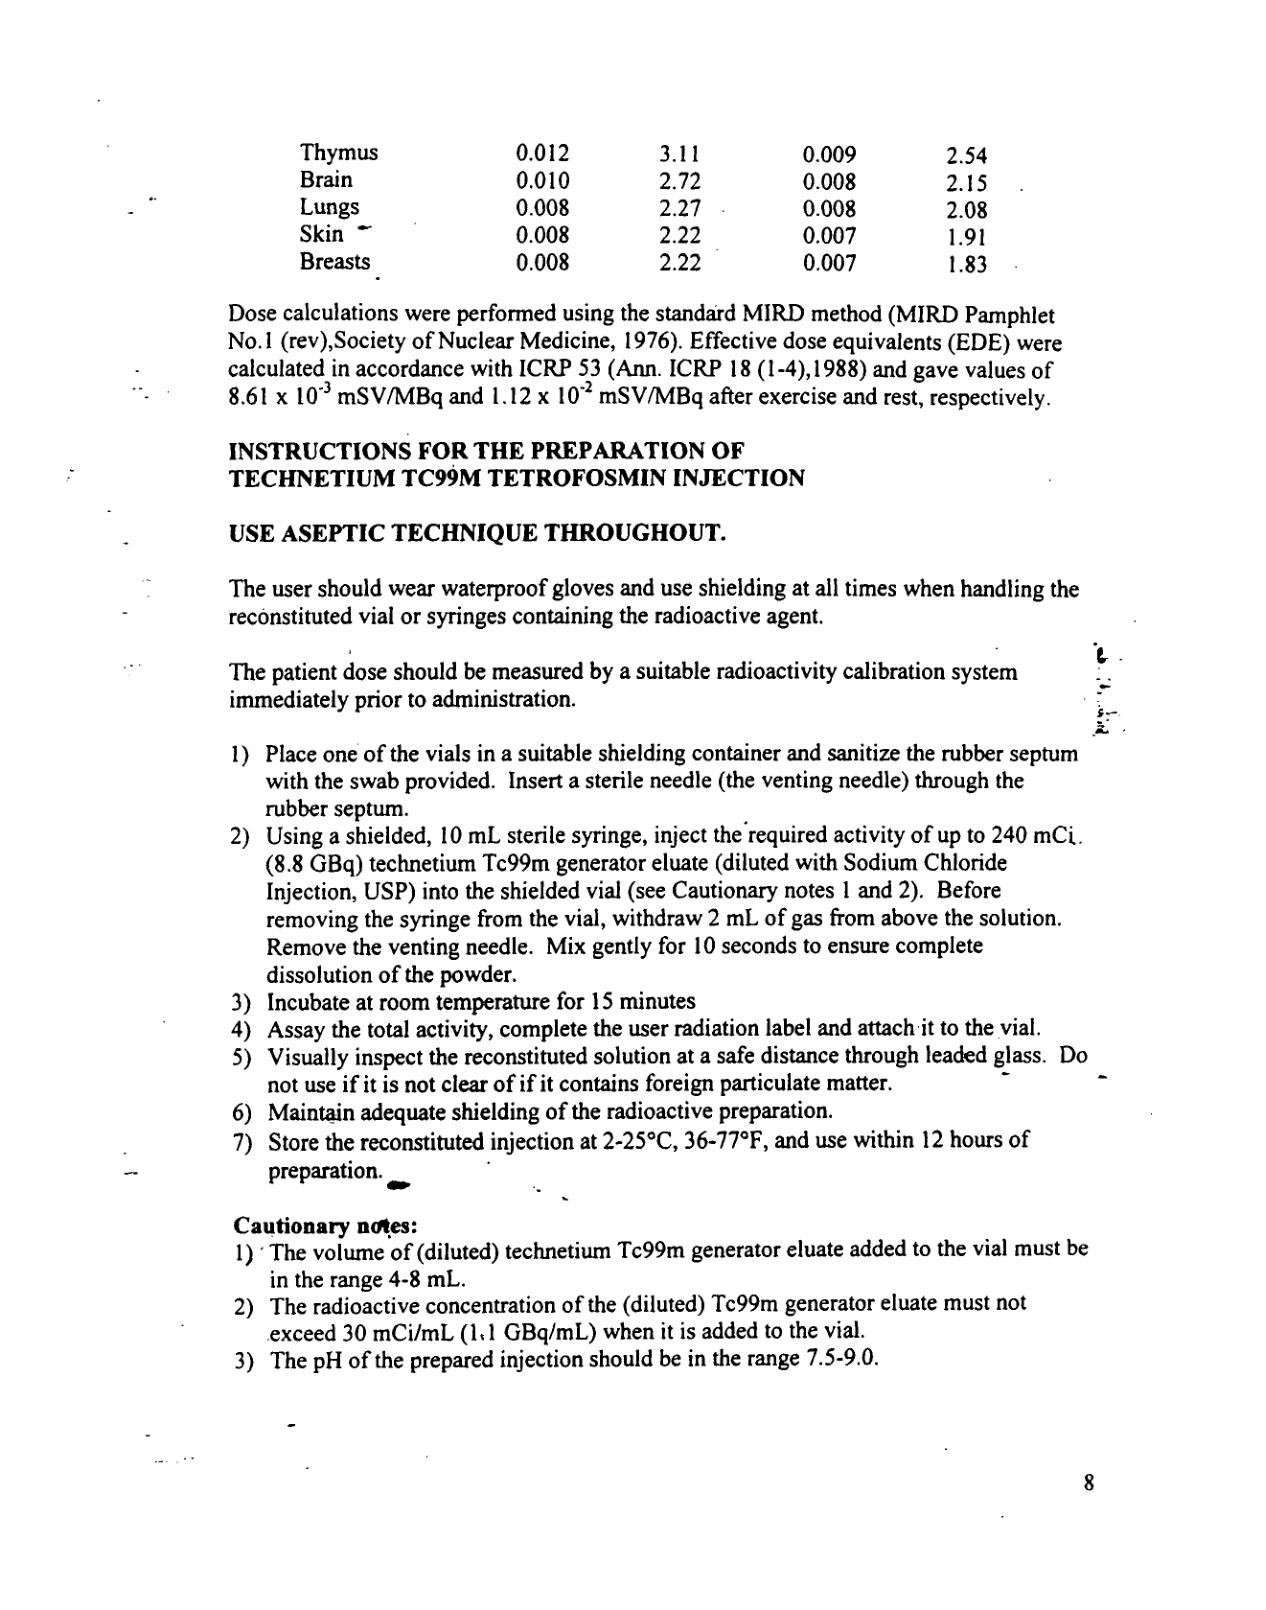 Thymus 0.012 3.11 0.009 2.54
Brain 0.010 2.72 0.008 2.15
Lungs 0.008 2.27 0.008 2.08
Skin 0.008 2.22 0.007 1.91
Breasts 0.008 2.22 0.007 1.83
Dose calculations were performed using the standard MIRD method (MIRD Pamphlet
No.1 (rev),Society of Nuclear Medicine, 1976). Effective dose equivalents (EDE) were
calculated in accordance with ICRP 53 (Ann. ICRP 18 (1-4),1988) and gave values of
8.61 x 10⁻³ mSV/MBq and 1.12 x 10⁻² mSV/MBq after exercise and rest, respectively.
INSTRUCTIONS FOR THE PREPARATION OF
TECHNETIUM TC99M TETROFOSMIN INJECTION
USE ASEPTIC TECHNIQUE THROUGHOUT.
The user should wear waterproof gloves and use shielding at all times when handling the
reconstituted vial or syringes containing the radioactive agent.
The patient dose should be measured by a suitable radioactivity calibration system
immediately prior to administration.
1) Place one of the vials in a suitable shielding container and sanitize the rubber septum
with the swab provided. Insert a sterile needle (the venting needle) through the
rubber septum.
2) Using a shielded, 10 mL sterile syringe, inject the required activity of up to 240 mCi.
(8.8 GBq) technetium Tc99m generator eluate (diluted with Sodium Chloride
Injection, USP) into the shielded vial (see Cautionary notes 1 and 2). Before
removing the syringe from the vial, withdraw 2 mL of gas from above the solution.
Remove the venting needle. Mix gently for 10 seconds to ensure complete
dissolution of the powder.
3) Incubate at room temperature for 15 minutes
4) Assay the total activity, complete the user radiation label and attach it to the vial.
5) Visually inspect the reconstituted solution at a safe distance through leaded glass. Do
not use if it is not clear of if it contains foreign particulate matter.
6) Maintain adequate shielding of the radioactive preparation.
7) Store the reconstituted injection at 2-25°C, 36-77°F, and use within 12 hours of
preparation.
Cautionary notes:
1) The volume of (diluted) technetium Tc99m generator eluate added to the vial must be
in the range 4-8 mL.
2) The radioactive concentration of the (diluted) Tc99m generator eluate must not
exceed 30 mCi/mL (1.1 GBq/mL) when it is added to the vial.
3) The pH of the prepared injection should be in the range 7.5-9.0.
8